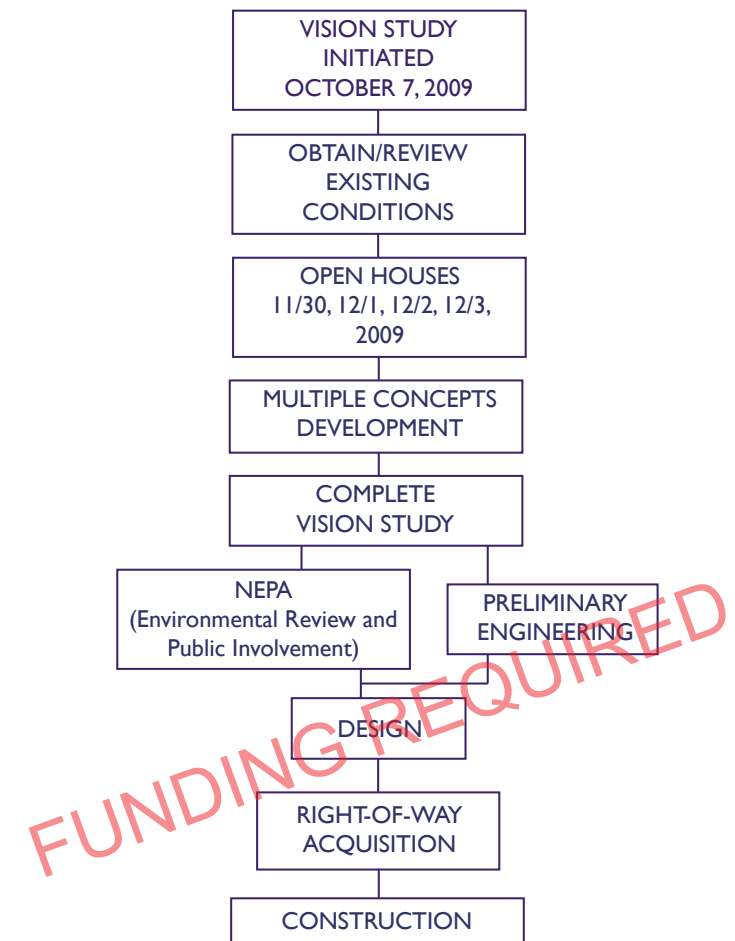 VISION STUDY
INITIATED
OCTOBER 7, 2009
OBTAIN/REVIEW
EXISTING
CONDITIONS
OPEN HOUSES
11/30, 12/1, 12/2, 12/3,
2009
MULTIPLE CONCEPTS
DEVELOPMENT
COMPLETE
VISION STUDY
NEPA
(Environmental Review and
Public Involvement)
PRELIMINARY
ENGINEERING
DESIGN
RIGHT-OF-WAY
ACQUISITION
CONSTRUCTION
FUNDING REQUIRED